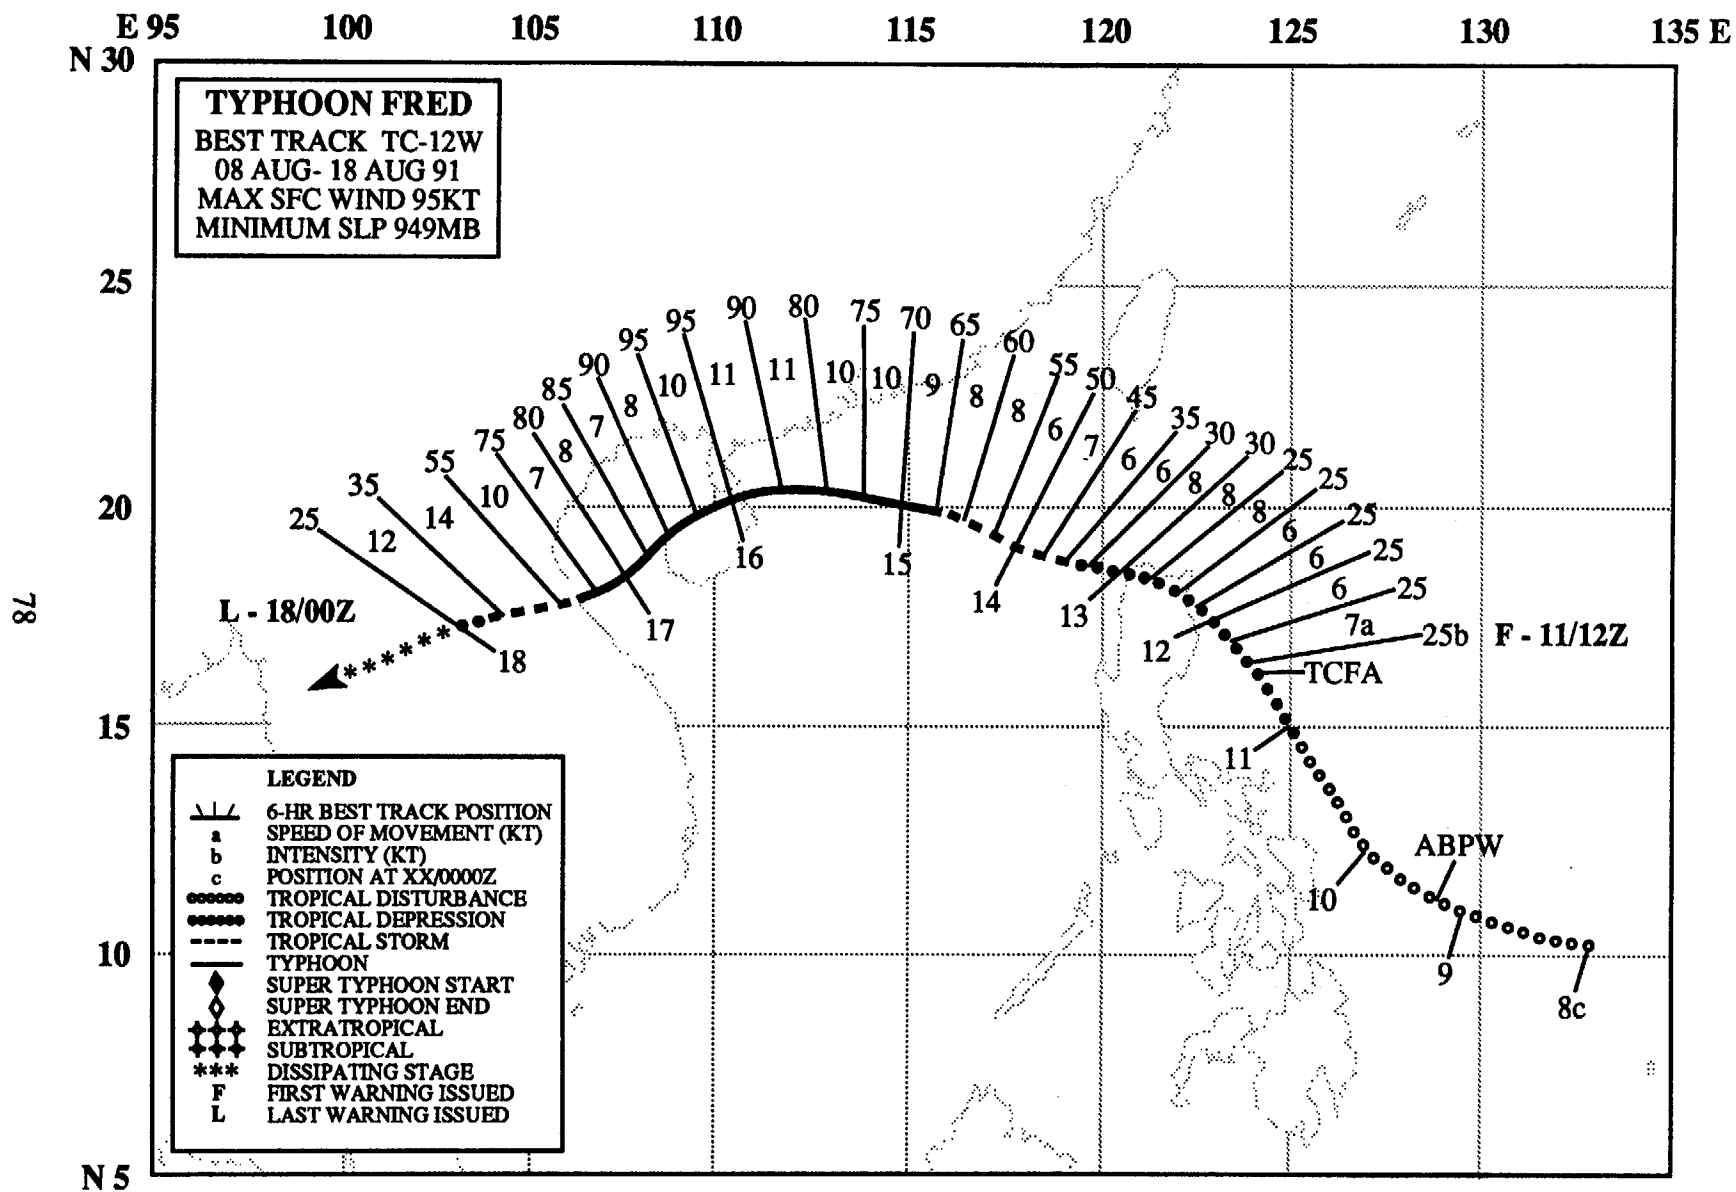 E 95 100 105 110 115 120 125 130 135 E
N 30
TYPHOON FRED
BEST TRACK TC-12W
08 AUG- 18 AUG 91
MAX SFC WIND 95KT
MINIMUM SLP 949MB
25
20
15
10
N 5
78
25 35 55 75 80 85 90 95 95 90 80 75 70 65 60 55 50 45 35 30 30 25 25 25 25 25 25b
12 14 10 7 8 7 8 10 11 11 10 10 9 8 8 6 7 6 6 8 8 8 6 6 6 7a
L - 18/00Z
F - 11/12Z
TCFA
ABPW
18 17 16 15 14 13 12 11 10 9 8c
LEGEND
6-HR BEST TRACK POSITION
a SPEED OF MOVEMENT (KT)
b INTENSITY (KT)
c POSITION AT XX/0000Z
TROPICAL DISTURBANCE
TROPICAL DEPRESSION
TROPICAL STORM
TYPHOON
SUPER TYPHOON START
SUPER TYPHOON END
EXTRATROPICAL
SUBTROPICAL
*** DISSIPATING STAGE
F FIRST WARNING ISSUED
L LAST WARNING ISSUED